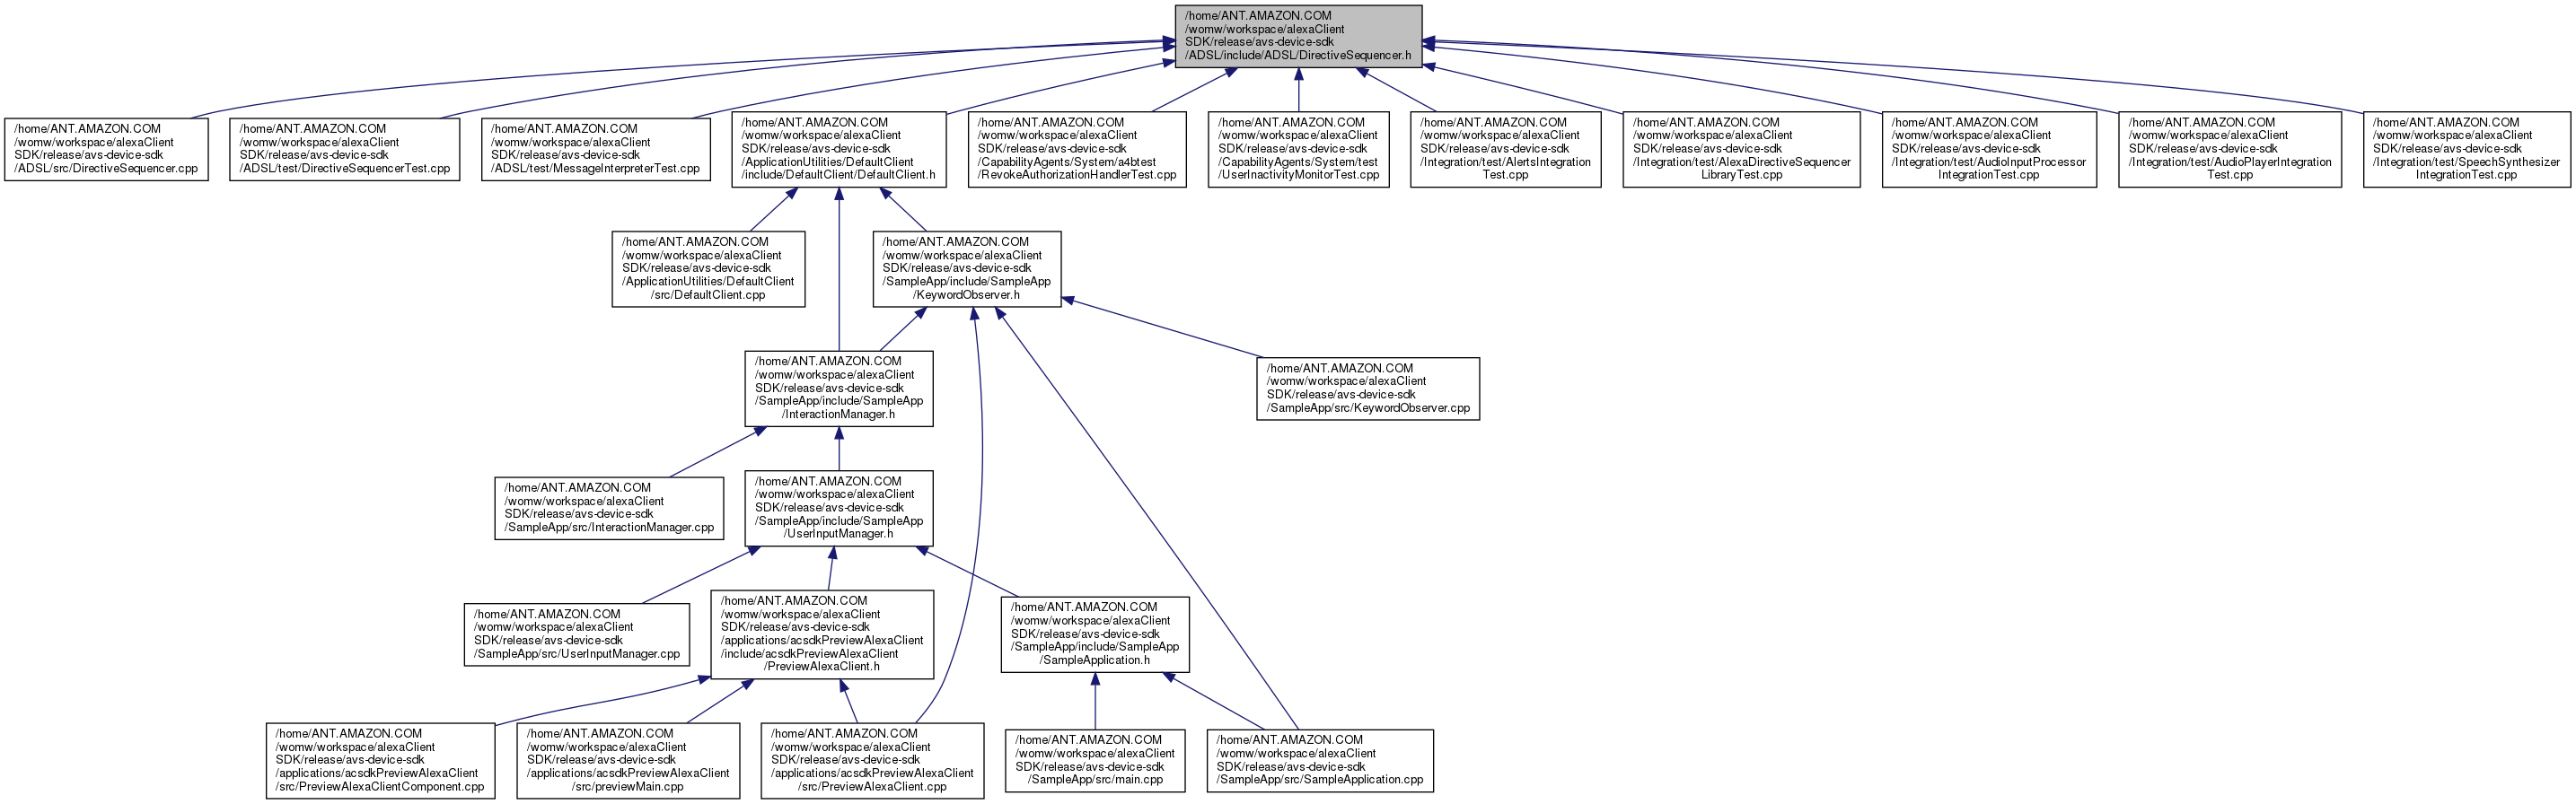 /home/ANT.AMAZON.COM
/womw/workspace/alexaClient
SDK/release/avs-device-sdk
/ADSL/include/ADSL/DirectiveSequencer.h
/home/ANT.AMAZON.COM
/womw/workspace/alexaClient
SDK/release/avs-device-sdk
/ADSL/src/DirectiveSequencer.cpp
/home/ANT.AMAZON.COM
/womw/workspace/alexaClient
SDK/release/avs-device-sdk
/ADSL/test/DirectiveSequencerTest.cpp
/home/ANT.AMAZON.COM
/womw/workspace/alexaClient
SDK/release/avs-device-sdk
/ADSL/test/MessageInterpreterTest.cpp
/home/ANT.AMAZON.COM
/womw/workspace/alexaClient
SDK/release/avs-device-sdk
/ApplicationUtilities/DefaultClient
/include/DefaultClient/DefaultClient.h
/home/ANT.AMAZON.COM
/womw/workspace/alexaClient
SDK/release/avs-device-sdk
/CapabilityAgents/System/a4btest
/RevokeAuthorizationHandlerTest.cpp
/home/ANT.AMAZON.COM
/womw/workspace/alexaClient
SDK/release/avs-device-sdk
/CapabilityAgents/System/test
/UserInactivityMonitorTest.cpp
/home/ANT.AMAZON.COM
/womw/workspace/alexaClient
SDK/release/avs-device-sdk
/Integration/test/AlertsIntegration
Test.cpp
/home/ANT.AMAZON.COM
/womw/workspace/alexaClient
SDK/release/avs-device-sdk
/Integration/test/AlexaDirectiveSequencer
LibraryTest.cpp
/home/ANT.AMAZON.COM
/womw/workspace/alexaClient
SDK/release/avs-device-sdk
/Integration/test/AudioInputProcessor
IntegrationTest.cpp
/home/ANT.AMAZON.COM
/womw/workspace/alexaClient
SDK/release/avs-device-sdk
/Integration/test/AudioPlayerIntegration
Test.cpp
/home/ANT.AMAZON.COM
/womw/workspace/alexaClient
SDK/release/avs-device-sdk
/Integration/test/SpeechSynthesizer
IntegrationTest.cpp
/home/ANT.AMAZON.COM
/womw/workspace/alexaClient
SDK/release/avs-device-sdk
/ApplicationUtilities/DefaultClient
/src/DefaultClient.cpp
/home/ANT.AMAZON.COM
/womw/workspace/alexaClient
SDK/release/avs-device-sdk
/SampleApp/include/SampleApp
/KeywordObserver.h
/home/ANT.AMAZON.COM
/womw/workspace/alexaClient
SDK/release/avs-device-sdk
/SampleApp/include/SampleApp
/InteractionManager.h
/home/ANT.AMAZON.COM
/womw/workspace/alexaClient
SDK/release/avs-device-sdk
/SampleApp/src/KeywordObserver.cpp
/home/ANT.AMAZON.COM
/womw/workspace/alexaClient
SDK/release/avs-device-sdk
/SampleApp/src/InteractionManager.cpp
/home/ANT.AMAZON.COM
/womw/workspace/alexaClient
SDK/release/avs-device-sdk
/SampleApp/include/SampleApp
/UserInputManager.h
/home/ANT.AMAZON.COM
/womw/workspace/alexaClient
SDK/release/avs-device-sdk
/SampleApp/src/UserInputManager.cpp
/home/ANT.AMAZON.COM
/womw/workspace/alexaClient
SDK/release/avs-device-sdk
/applications/acsdkPreviewAlexaClient
/include/acsdkPreviewAlexaClient
/PreviewAlexaClient.h
/home/ANT.AMAZON.COM
/womw/workspace/alexaClient
SDK/release/avs-device-sdk
/SampleApp/include/SampleApp
/SampleApplication.h
/home/ANT.AMAZON.COM
/womw/workspace/alexaClient
SDK/release/avs-device-sdk
/applications/acsdkPreviewAlexaClient
/src/PreviewAlexaClientComponent.cpp
/home/ANT.AMAZON.COM
/womw/workspace/alexaClient
SDK/release/avs-device-sdk
/applications/acsdkPreviewAlexaClient
/src/previewMain.cpp
/home/ANT.AMAZON.COM
/womw/workspace/alexaClient
SDK/release/avs-device-sdk
/applications/acsdkPreviewAlexaClient
/src/PreviewAlexaClient.cpp
/home/ANT.AMAZON.COM
/womw/workspace/alexaClient
SDK/release/avs-device-sdk
/SampleApp/src/main.cpp
/home/ANT.AMAZON.COM
/womw/workspace/alexaClient
SDK/release/avs-device-sdk
/SampleApp/src/SampleApplication.cpp